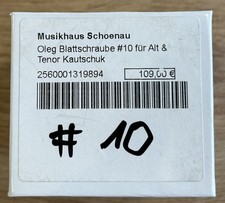 Musikhaus Schoenau
Oleg Blattschraube #10 für Alt &
Tenor Kautschuk
2560001319894 109,00 €
# 10